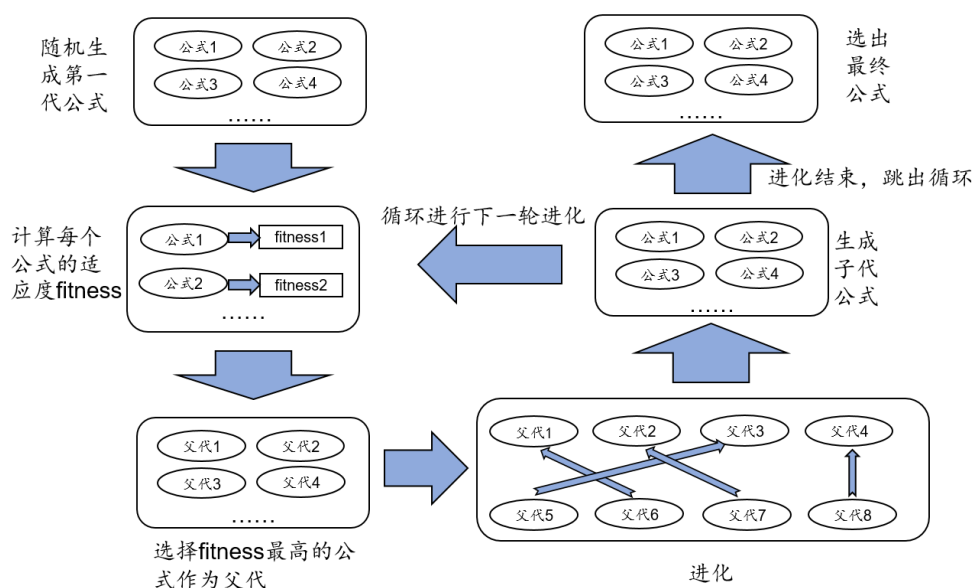 随机生
成第一
代公式
公式1
公式2
公式3
公式4
......
计算每个
公式的适
应度fitness
公式1
fitness1
公式2
fitness2
......
父代1
父代2
父代3
父代4
......
选择fitness最高的公
式作为父代
父代1
父代2
父代3
父代4
父代5
父代6
父代7
父代8
进化
公式1
公式2
公式3
公式4
......
生成
子代
公式
循环进行下一轮进化
进化结束，跳出循环
公式1
公式2
公式3
公式4
......
选出
最终
公式